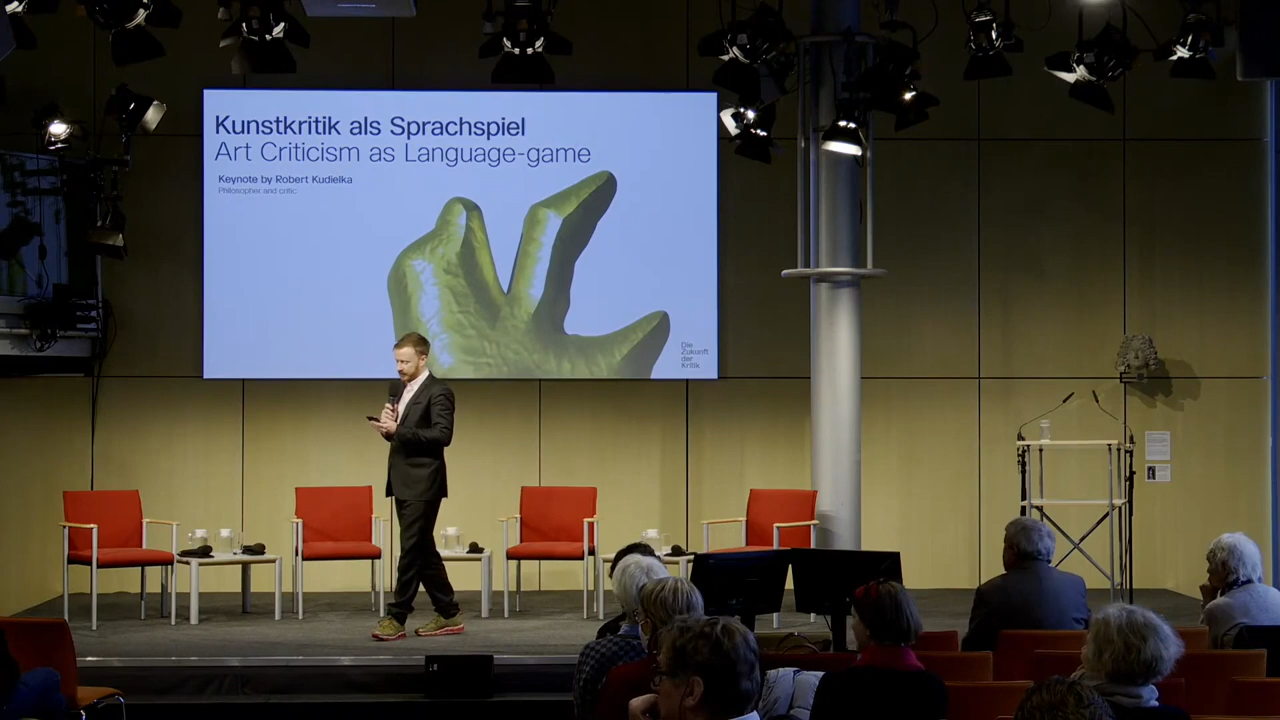 Kunstkritik als Sprachspiel
Art Criticism as Language-game
Keynote by Robert Kudielka
Philosopher and critic
Die
Zukunft
der
Kritik